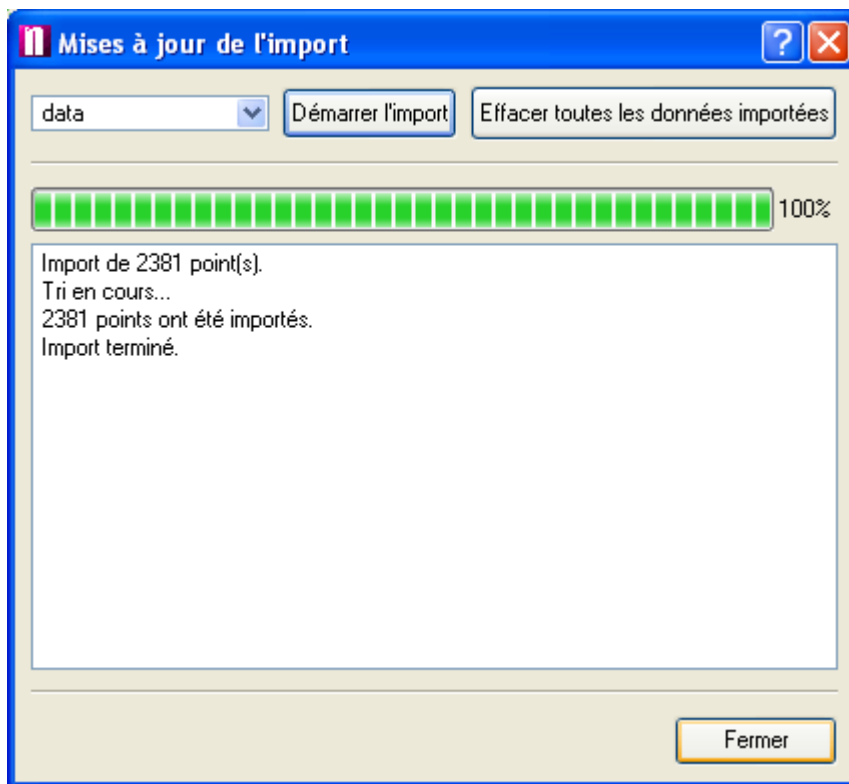 Mises à jour de l'import
data
Démarrer l'import
Effacer toutes les données importées
100%
Import de 2381 point(s).
Tri en cours...
2381 points ont été importés.
Import terminé.
Fermer